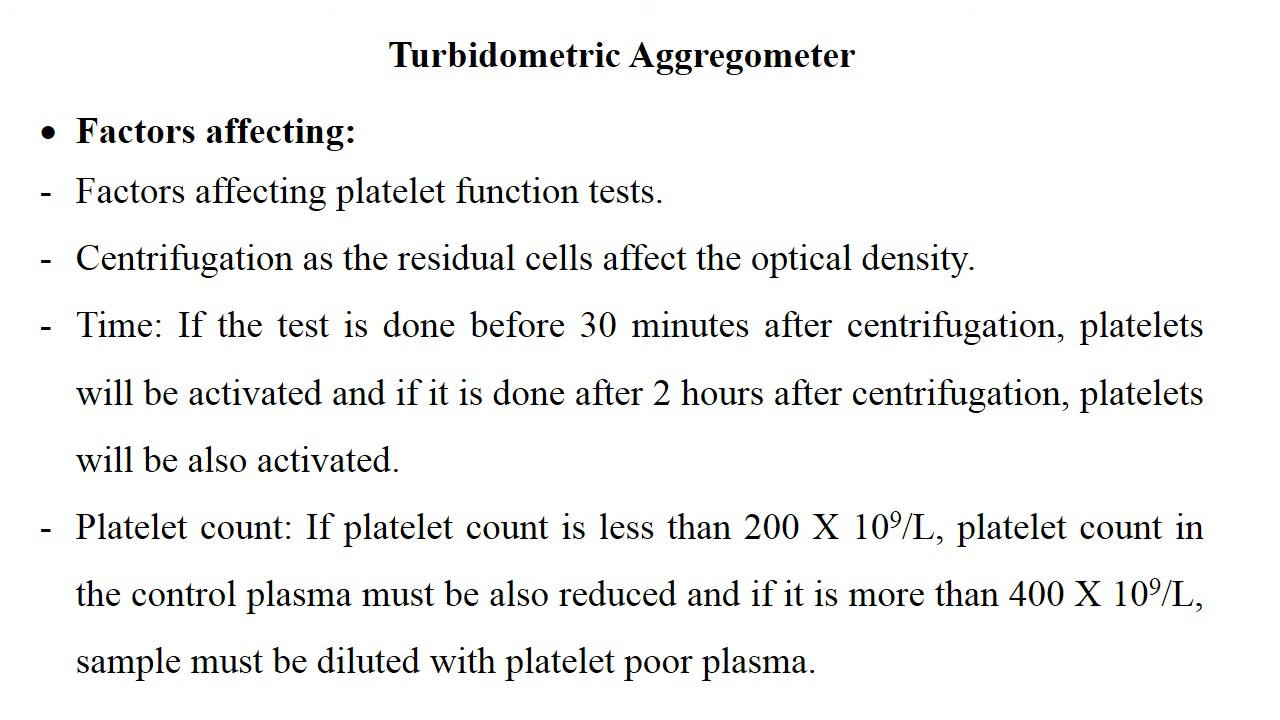 Turbidometric Aggregometer
• Factors affecting:
- Factors affecting platelet function tests.
- Centrifugation as the residual cells affect the optical density.
- Time: If the test is done before 30 minutes after centrifugation, platelets
will be activated and if it is done after 2 hours after centrifugation, platelets
will be also activated.
- Platelet count: If platelet count is less than 200 X 10⁹/L, platelet count in
the control plasma must be also reduced and if it is more than 400 X 10⁹/L,
sample must be diluted with platelet poor plasma.